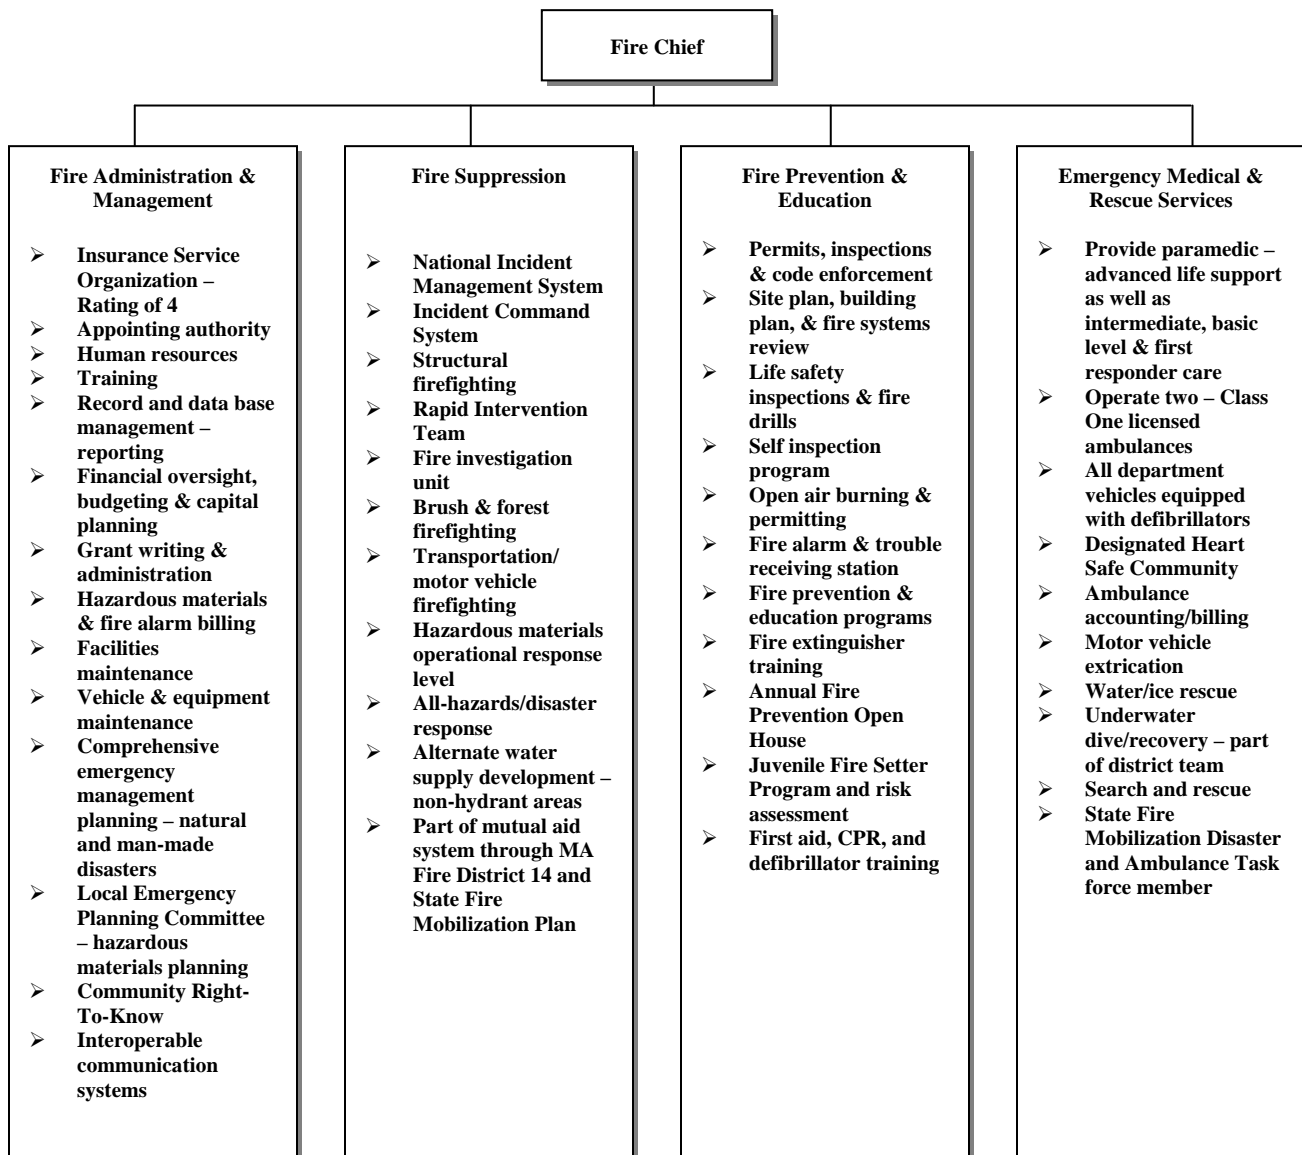 Fire Chief
Fire Administration &
Management
➢ Insurance Service
Organization –
Rating of 4
➢ Appointing authority
➢ Human resources
➢ Training
➢ Record and data base
management –
reporting
➢ Financial oversight,
budgeting & capital
planning
➢ Grant writing &
administration
➢ Hazardous materials
& fire alarm billing
➢ Facilities
maintenance
➢ Vehicle & equipment
maintenance
➢ Comprehensive
emergency
management
planning – natural
and man-made
disasters
➢ Local Emergency
Planning Committee
– hazardous
materials planning
➢ Community Right-
To-Know
➢ Interoperable
communication
systems
Fire Suppression
➢ National Incident
Management System
➢ Incident Command
System
➢ Structural
firefighting
➢ Rapid Intervention
Team
➢ Fire investigation
unit
➢ Brush & forest
firefighting
➢ Transportation/
motor vehicle
firefighting
➢ Hazardous materials
operational response
level
➢ All-hazards/disaster
response
➢ Alternate water
supply development –
non-hydrant areas
➢ Part of mutual aid
system through MA
Fire District 14 and
State Fire
Mobilization Plan
Fire Prevention &
Education
➢ Permits, inspections
& code enforcement
➢ Site plan, building
plan, & fire systems
review
➢ Life safety
inspections & fire
drills
➢ Self inspection
program
➢ Open air burning &
permitting
➢ Fire alarm & trouble
receiving station
➢ Fire prevention &
education programs
➢ Fire extinguisher
training
➢ Annual Fire
Prevention Open
House
➢ Juvenile Fire Setter
Program and risk
assessment
➢ First aid, CPR, and
defibrillator training
Emergency Medical &
Rescue Services
➢ Provide paramedic –
advanced life support
as well as
intermediate, basic
level & first
responder care
➢ Operate two – Class
One licensed
ambulances
➢ All department
vehicles equipped
with defibrillators
➢ Designated Heart
Safe Community
➢ Ambulance
accounting/billing
➢ Motor vehicle
extrication
➢ Water/ice rescue
➢ Underwater
dive/recovery – part
of district team
➢ Search and rescue
➢ State Fire
Mobilization Disaster
and Ambulance Task
force member